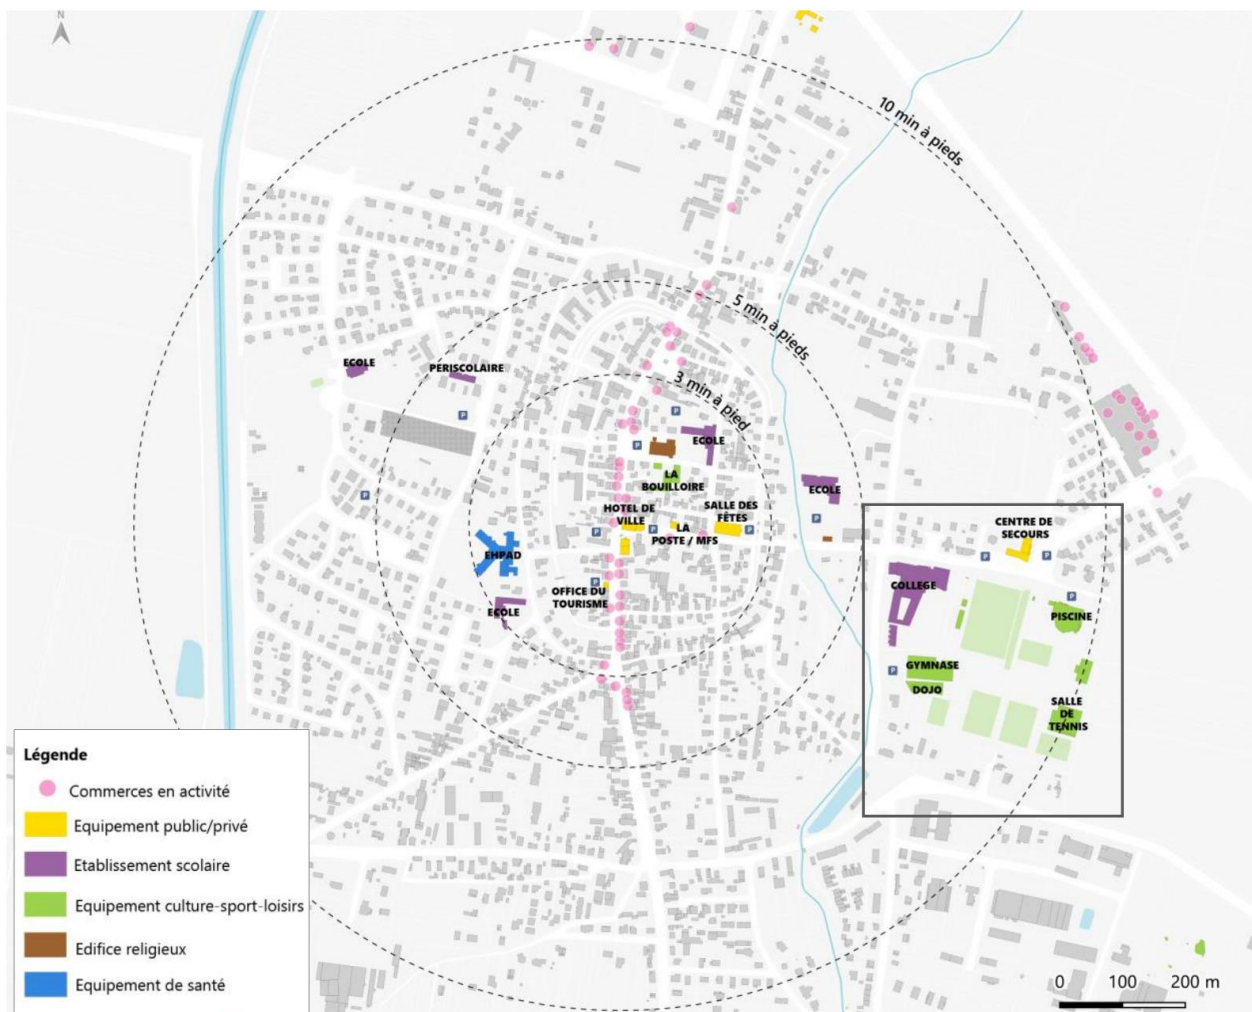 N
10 min à pieds
5 min à pieds
3 min à pied
ECOLE
PÉRISCOLAIRE
P
P
P
ECOLE
LA
BOUILLOIRE
ECOLE
P
HOTEL DE
VILLE
SALLE DES
FÊTES
P
P
LA
POSTE / MFS
P
P
CENTRE DE
SECOURS
P
P
EHPAD
COLLEGE
P
OFFICE DU
TOURISME
P
ECOLE
PISCINE
GYMNASE
P
DOJO
SALLE
DE
TENNIS
Légende
Commerces en activité
Equipement public/privé
Etablissement scolaire
Equipement culture-sport-loisirs
Edifice religieux
Equipement de santé
0 100 200 m